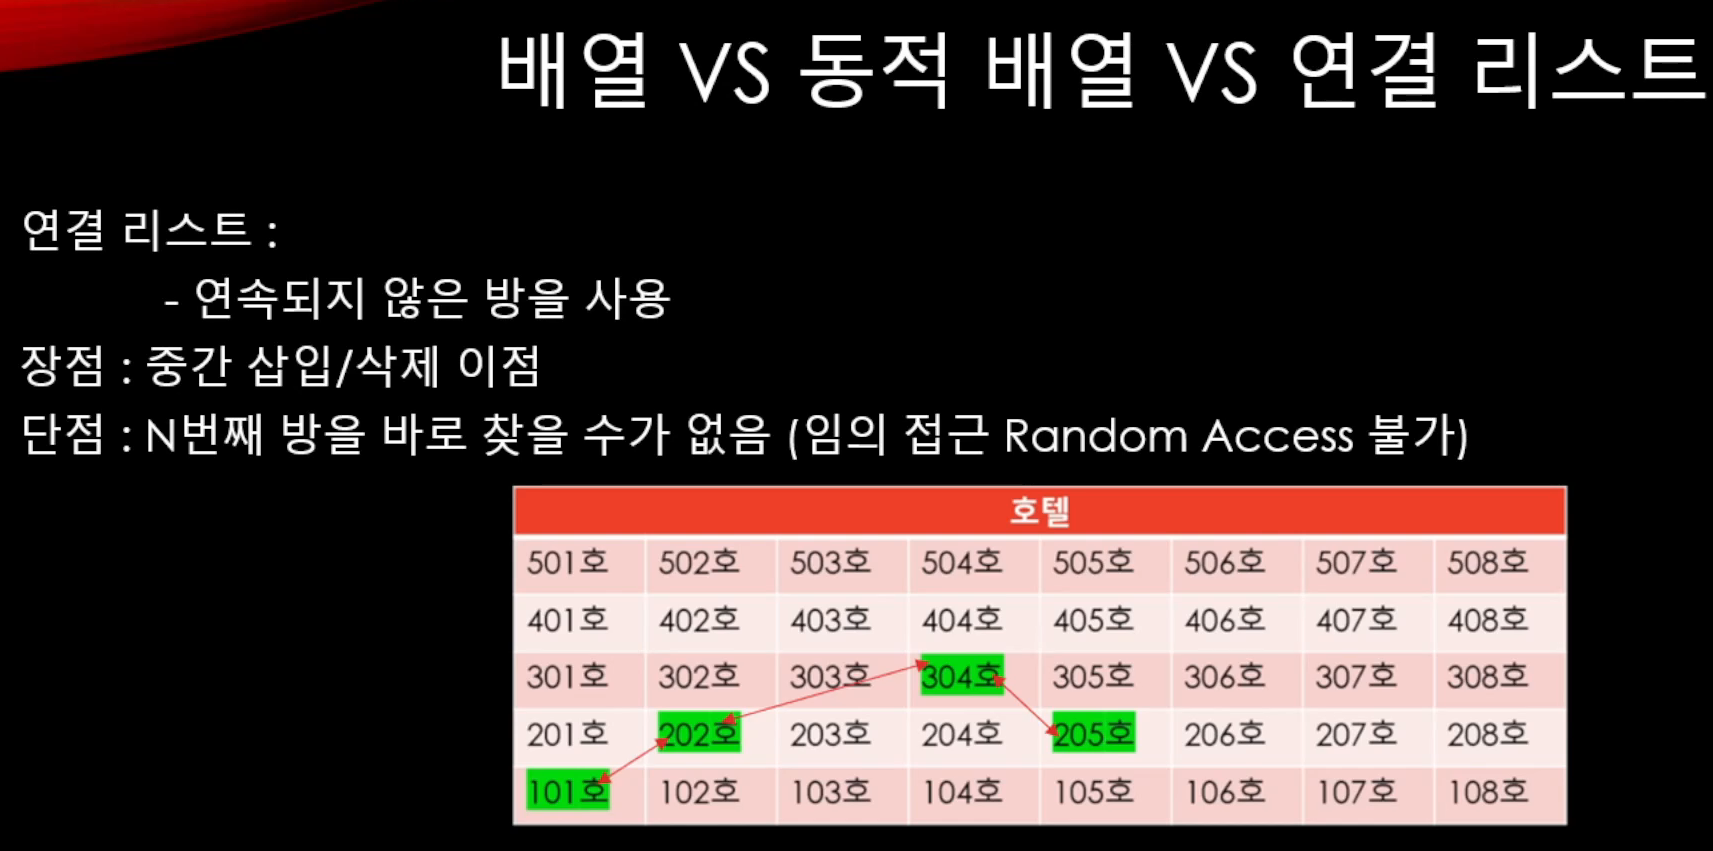 배열 VS 동적 배열 VS 연결 리스트
연결 리스트 :
- 연속되지 않은 방을 사용
장점 : 중간 삽입/삭제 이점
단점 : N번째 방을 바로 찾을 수가 없음 (임의 접근 Random Access 불가)
호텔
501호 502호 503호 504호 505호 506호 507호 508호
401호 402호 403호 404호 405호 406호 407호 408호
301호 302호 303호 304호 305호 306호 307호 308호
201호 202호 203호 204호 205호 206호 207호 208호
101호 102호 103호 104호 105호 106호 107호 108호